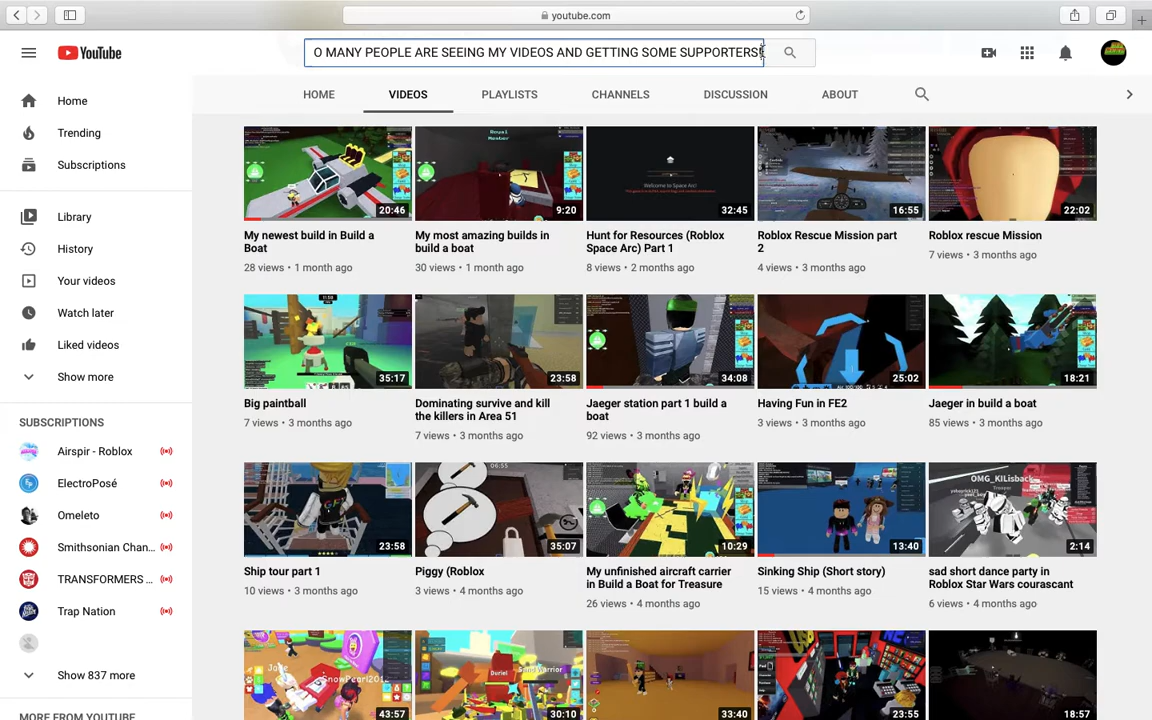 youtube.com
YouTube
O MANY PEOPLE ARE SEEING MY VIDEOS AND GETTING SOME SUPPORTERS!
HOME VIDEOS PLAYLISTS CHANNELS DISCUSSION ABOUT
Home
Trending
Subscriptions
Library
History
Your videos
Watch later
Liked videos
Show more
SUBSCRIPTIONS
Airspir - Roblox
ElectroPosé
Omeleto
Smithsonian Chan...
TRANSFORMERS ...
Trap Nation
Show 837 more
MORE FROM YOUTUBE
20:46
My newest build in Build a
Boat
28 views • 1 month ago
9:20
My most amazing builds in
build a boat
30 views • 1 month ago
Welcome to Space Arc!
32:45
Hunt for Resources (Roblox
Space Arc) Part 1
8 views • 2 months ago
16:55
Roblox Rescue Mission part
2
4 views • 3 months ago
22:02
Roblox rescue Mission
7 views • 3 months ago
35:17
Big paintball
7 views • 3 months ago
23:58
Dominating survive and kill
the killers in Area 51
7 views • 3 months ago
34:08
Jaeger station part 1 build a
boat
92 views • 3 months ago
25:02
Having Fun in FE2
3 views • 3 months ago
18:21
Jaeger in build a boat
85 views • 3 months ago
23:58
Ship tour part 1
10 views • 3 months ago
06:55
35:07
Piggy (Roblox
3 views • 4 months ago
10:29
My unfinished aircraft carrier
in Build a Boat for Treasure
26 views • 4 months ago
13:40
Sinking Ship (Short story)
15 views • 4 months ago
OMG_KILisback
Trooper
2:14
sad short dance party in
Roblox Star Wars courascant
6 views • 4 months ago
43:57
30:10
33:40
23:55
18:57